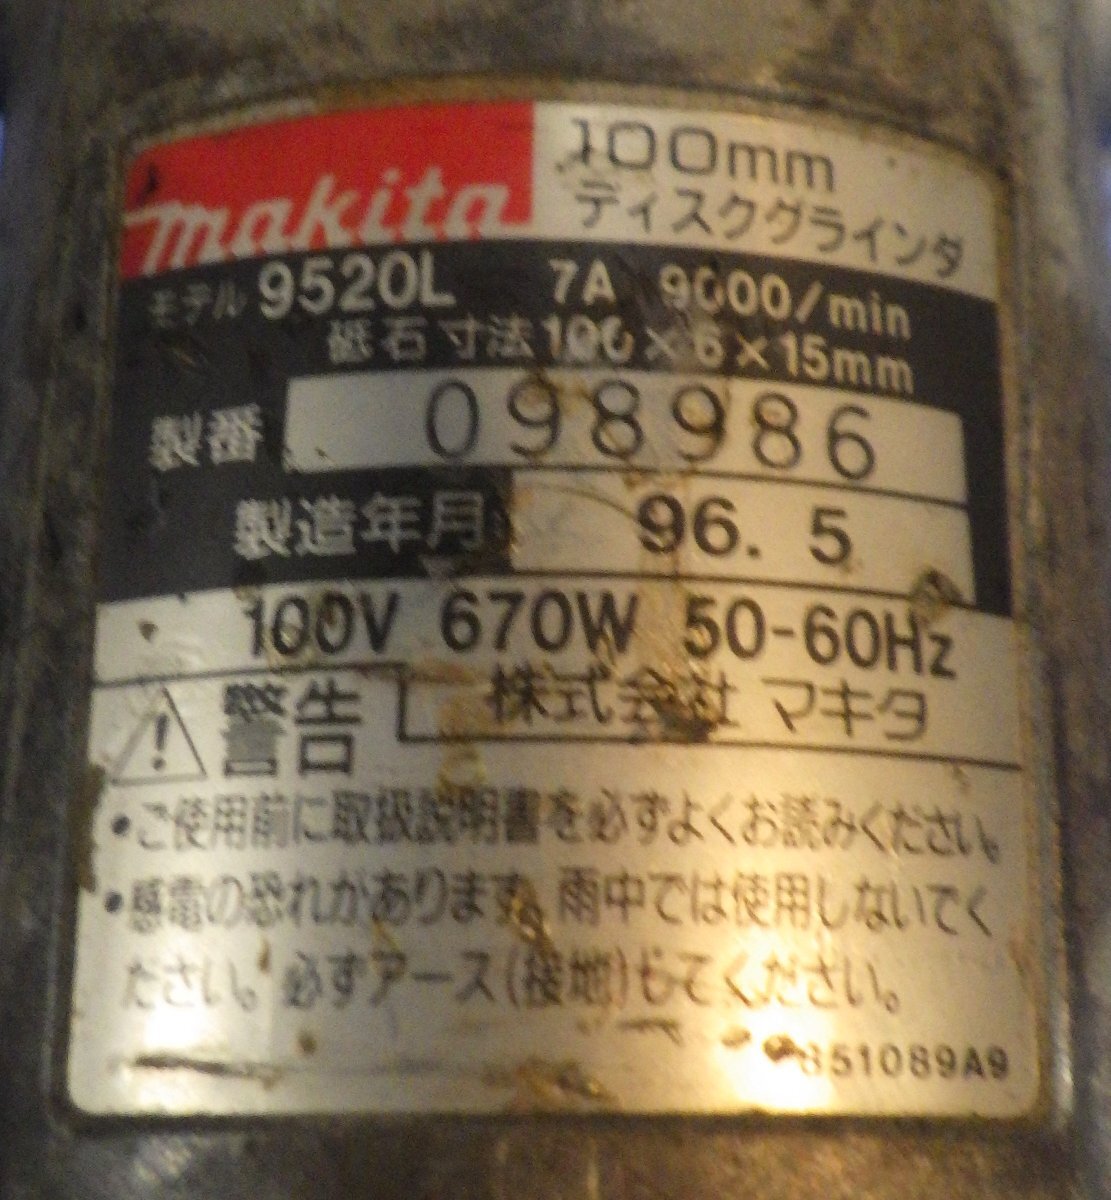 makita 100mm
ディスクグラインダ
モデル 9520L 7A 9000/min
砥石寸法 100×6×15mm
製番 098986
製造年月 96. 5
100V 670W 50-60Hz
株式会社 マキタ
警告
•ご使用前に取扱説明書を必ずよくお読みください。
•感電の恐れがあります。雨中では使用しないでく
ださい。必ずアース(接地)してください。
851089A9